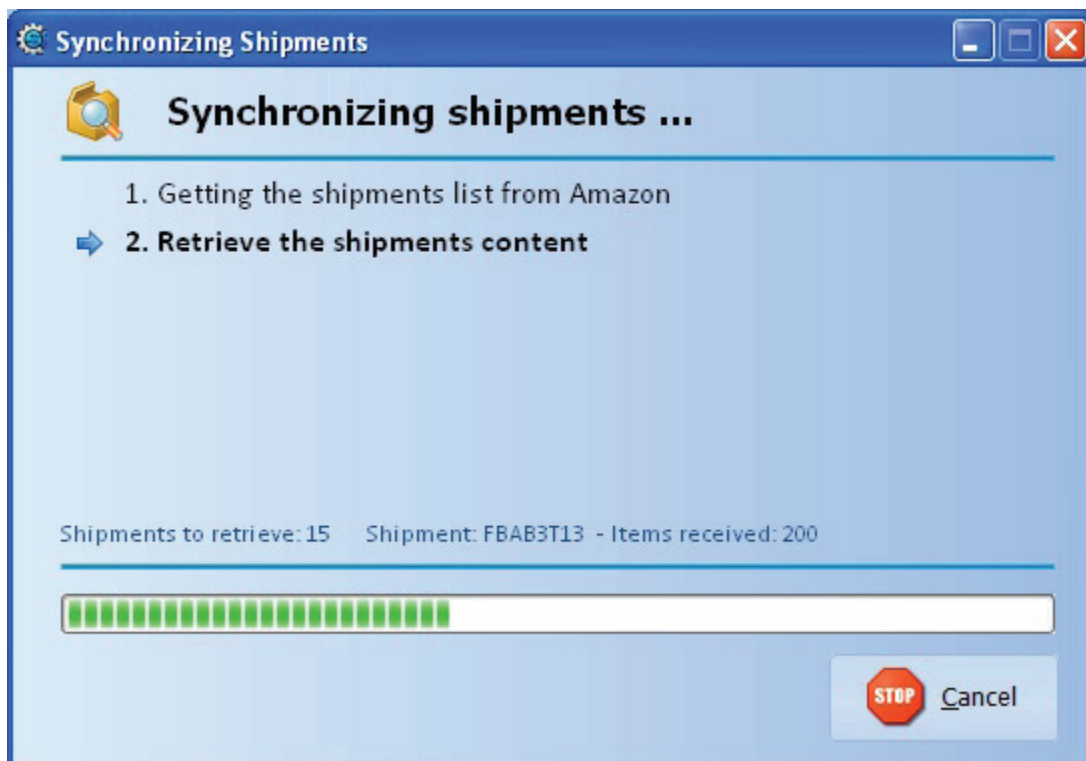 Synchronizing Shipments
Synchronizing shipments ...
1. Getting the shipments list from Amazon
2. Retrieve the shipments content
Shipments to retrieve: 15 Shipment: FBAB3T13 - Items received: 200
STOP Cancel